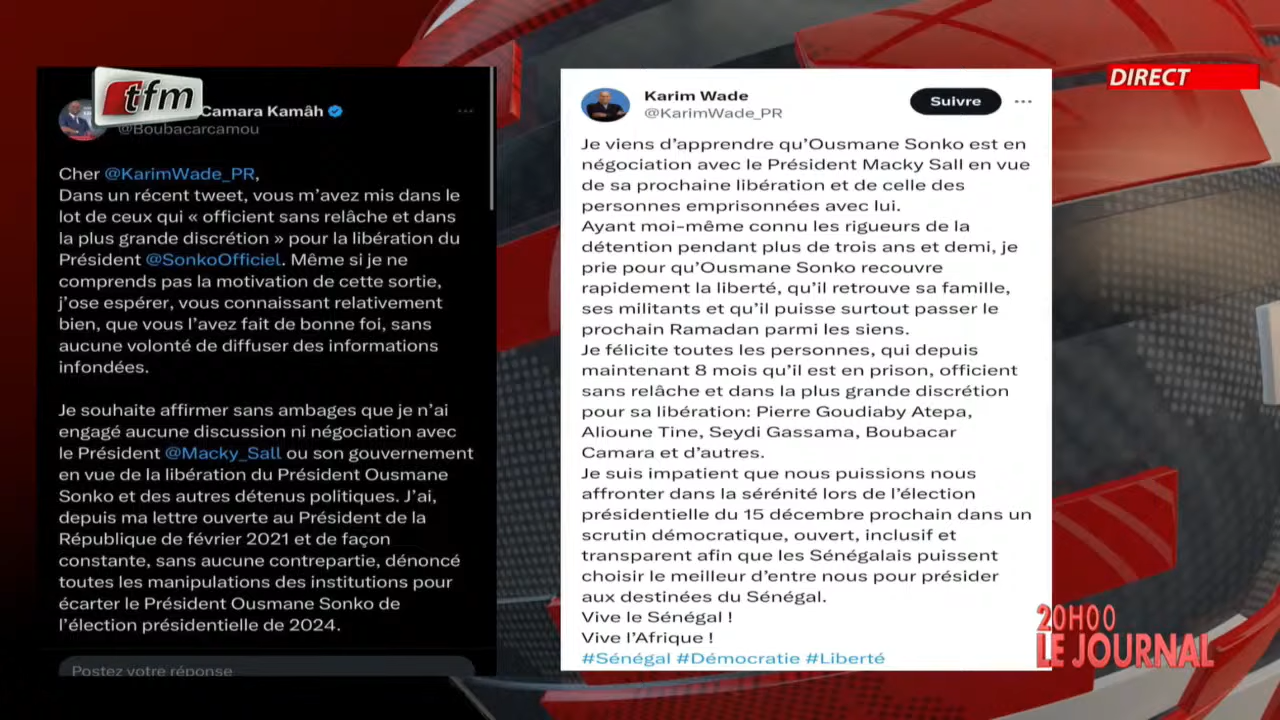 tfm
Camara Kamâh
@Boubacarcamou
Cher @KarimWade_PR,
Dans un récent tweet, vous m’avez mis dans le
lot de ceux qui « officient sans relâche et dans
la plus grande discrétion » pour la libération du
Président @SonkoOfficiel. Même si je ne
comprends pas la motivation de cette sortie,
j’ose espérer, vous connaissant relativement
bien, que vous l’avez fait de bonne foi, sans
aucune volonté de diffuser des informations
infondées.
Je souhaite affirmer sans ambages que je n’ai
engagé aucune discussion ni négociation avec
le Président @Macky_Sall ou son gouvernement
en vue de la libération du Président Ousmane
Sonko et des autres détenus politiques. J’ai,
depuis ma lettre ouverte au Président de la
République de février 2021 et de façon
constante, sans aucune contrepartie, dénoncé
toutes les manipulations des institutions pour
écarter le Président Ousmane Sonko de
l’élection présidentielle de 2024.
Postez votre réponse
Karim Wade
@KarimWade_PR
Suivre
Je viens d’apprendre qu’Ousmane Sonko est en
négociation avec le Président Macky Sall en vue
de sa prochaine libération et de celle des
personnes emprisonnées avec lui.
Ayant moi-même connu les rigueurs de la
détention pendant plus de trois ans et demi, je
prie pour qu’Ousmane Sonko recouvre
rapidement la liberté, qu’il retrouve sa famille,
ses militants et qu’il puisse surtout passer le
prochain Ramadan parmi les siens.
Je félicite toutes les personnes, qui depuis
maintenant 8 mois qu’il est en prison, officient
sans relâche et dans la plus grande discrétion
pour sa libération: Pierre Goudiaby Atepa,
Alioune Tine, Seydi Gassama, Boubacar
Camara et d’autres.
Je suis impatient que nous puissions nous
affronter dans la sérénité lors de l’élection
présidentielle du 15 décembre prochain dans un
scrutin démocratique, ouvert, inclusif et
transparent afin que les Sénégalais puissent
choisir le meilleur d’entre nous pour présider
aux destinées du Sénégal.
Vive le Sénégal !
Vive l’Afrique !
#Sénégal #Démocratie #Liberté
DIRECT
20H00
LE JOURNAL